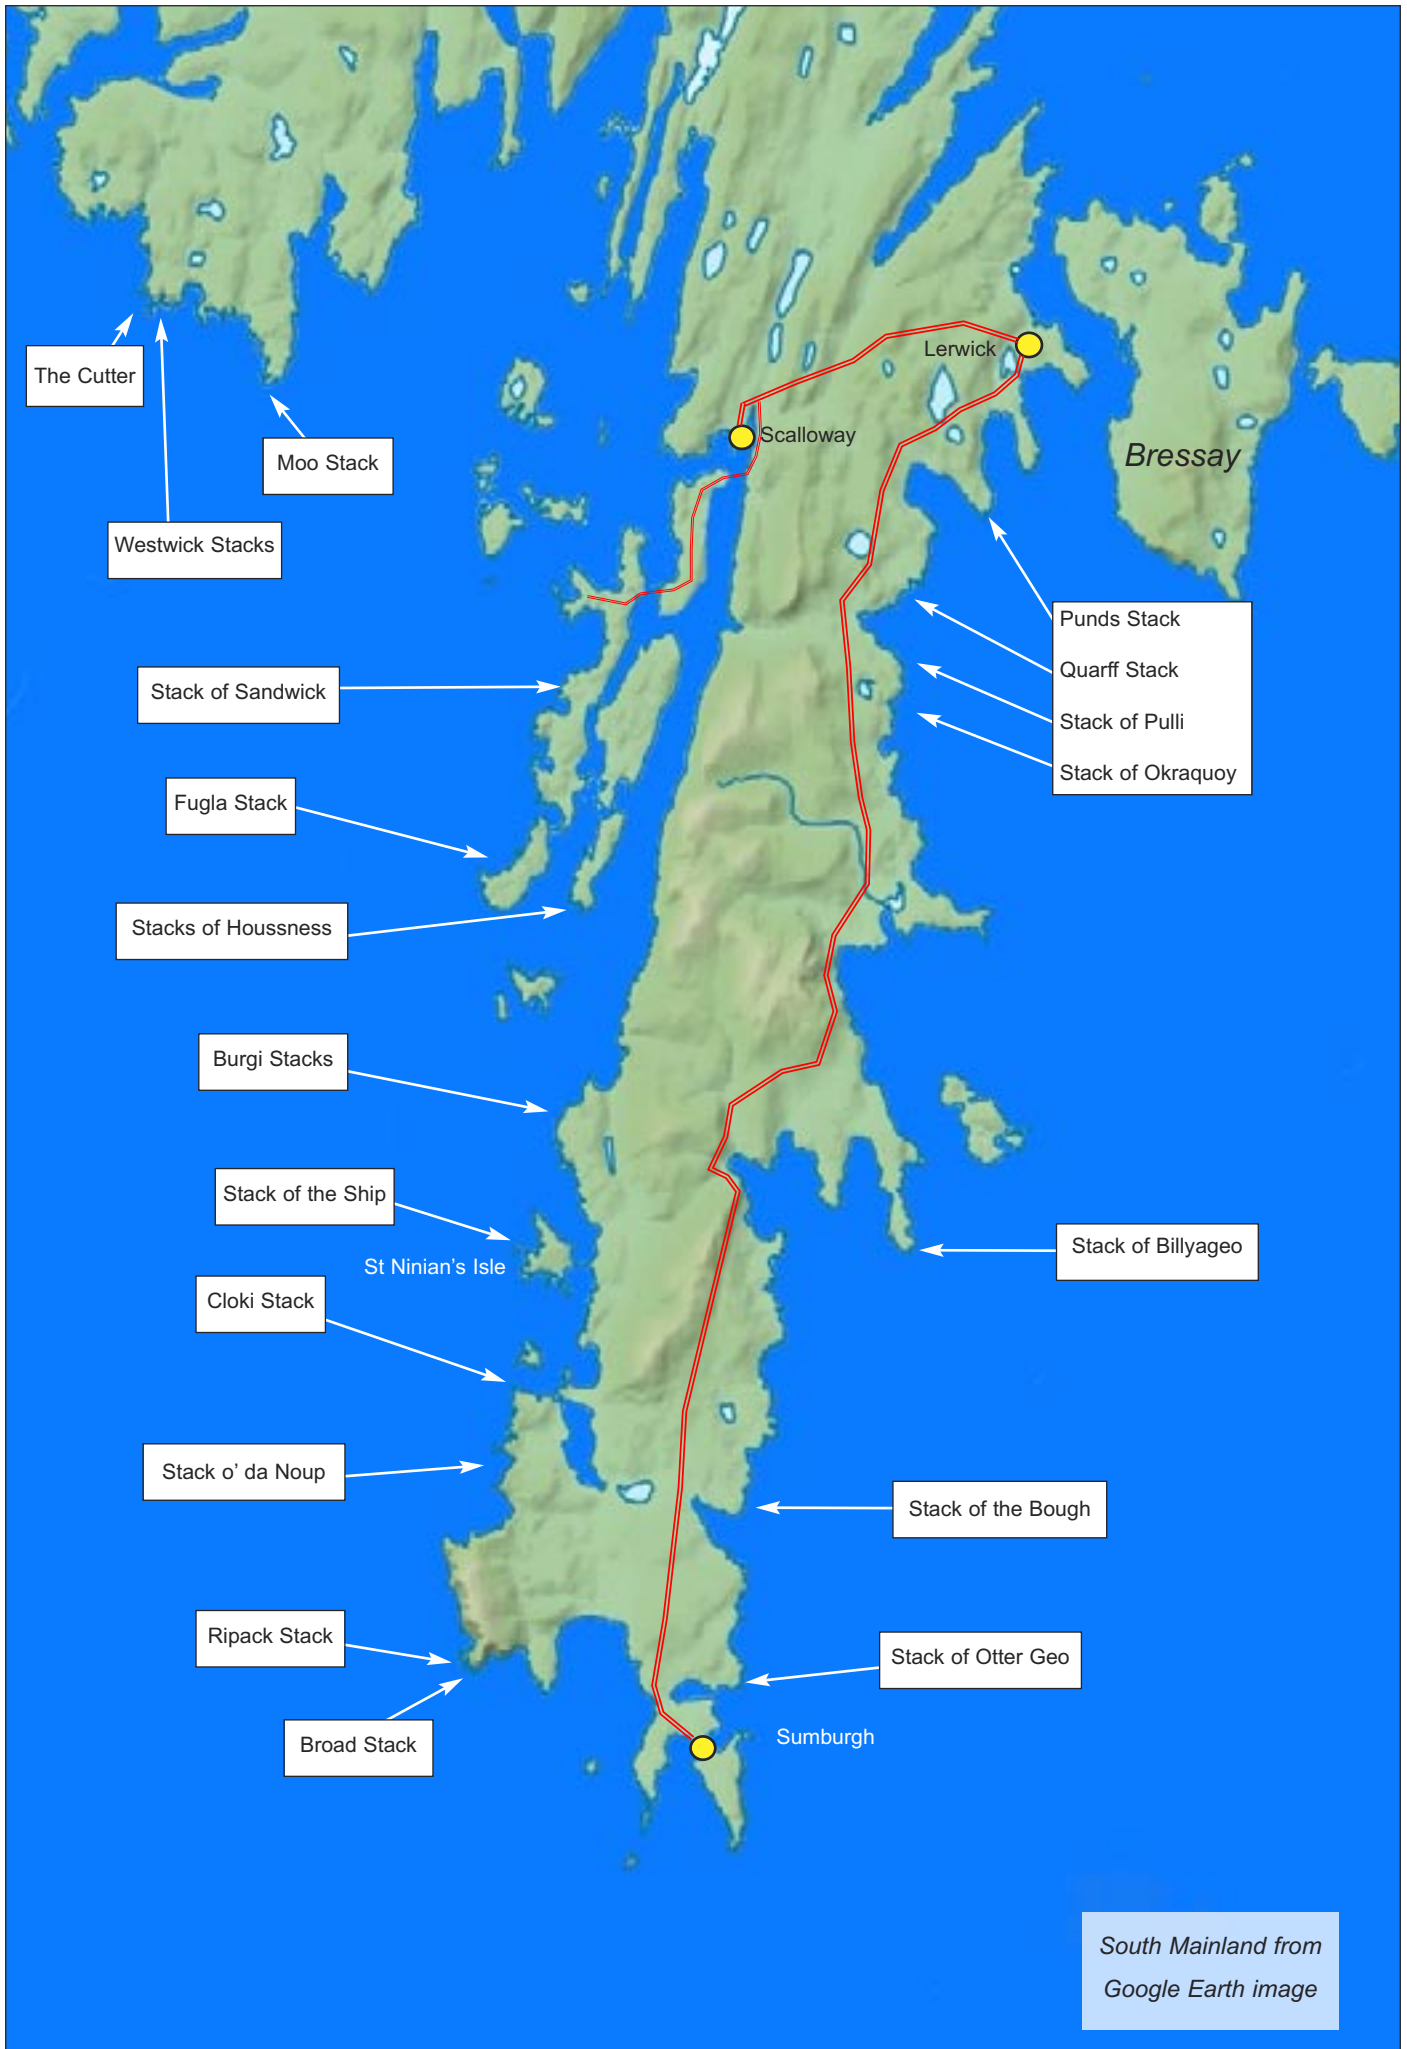 Lerwick
The Cutter
Scalloway
Bressay
Moo Stack
Westwick Stacks
Punds Stack
Quarff Stack
Stack of Pulli
Stack of Okraquoy
Stack of Sandwick
Fugla Stack
Stacks of Houssness
Burgi Stacks
Stack of the Ship
St Ninian's Isle
Stack of Billyageo
Cloki Stack
Stack o' da Noup
Stack of the Bough
Ripack Stack
Stack of Otter Geo
Broad Stack
Sumburgh
South Mainland from
Google Earth image